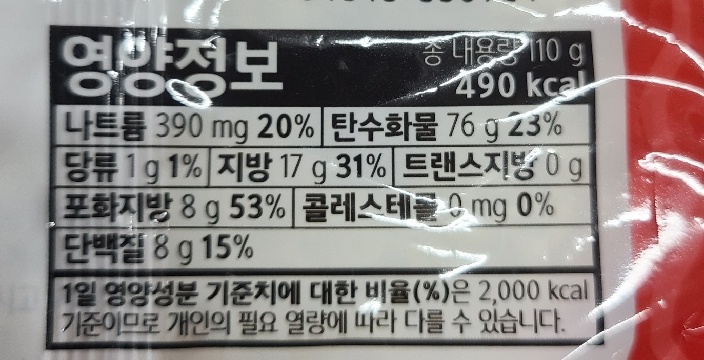 영양정보
총 내용량 110 g
490 kcal
나트륨 390 mg 20% 탄수화물 76 g 23%
당류 1 g 1% 지방 17 g 31% 트랜스지방 0 g
포화지방 8 g 53% 콜레스테롤 0 mg 0%
단백질 8 g 15%
1일 영양성분 기준치에 대한 비율(%)은 2,000 kcal
기준이므로 개인의 필요 열량에 따라 다를 수 있습니다.